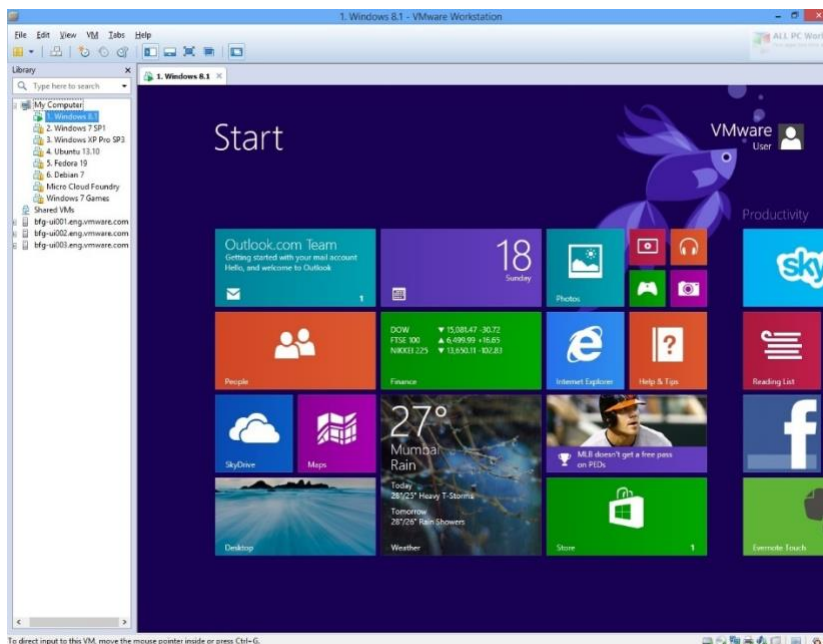 1. Windows 8.1 - VMware Workstation
File Edit View VM Tabs Help
ALL PC Worl
Library
Type here to search
My Computer
1. Windows 8.1
2. Windows 7 SP1
3. Windows XP Pro SP3
4. Ubuntu 13.10
5. Fedora 19
6. Debian 7
Micro Cloud Foundry
Windows 7 Games
Shared VMs
bfg-ui001.eng.vmware.com
bfg-ui002.eng.vmware.com
bfg-ui003.eng.vmware.com
1. Windows 8.1
Start
VMware
User
Productivity
Outlook.com Team
Getting started with your mail account
Hello, and welcome to Outlook
1
18
Sunday
Photos
sky
People
DOW ▼ 15,081.47 -30.72
FTSE 100 ▲ 6,499.99 +16.65
NIKKEI 225 ▼ 13,650.11 -102.83
Finance
Internet Explorer
Help & Tips
Reading List
SkyDrive
Maps
27°
Mumbai
Rain
Today
28°/25° Heavy T-Storms
Tomorrow
28°/26° Rain Showers
Weather
MLB doesn't get a free pass
on PEDs
Desktop
Store
1
Evernote Touch
To direct input to this VM, move the mouse pointer inside or press Ctrl+G.